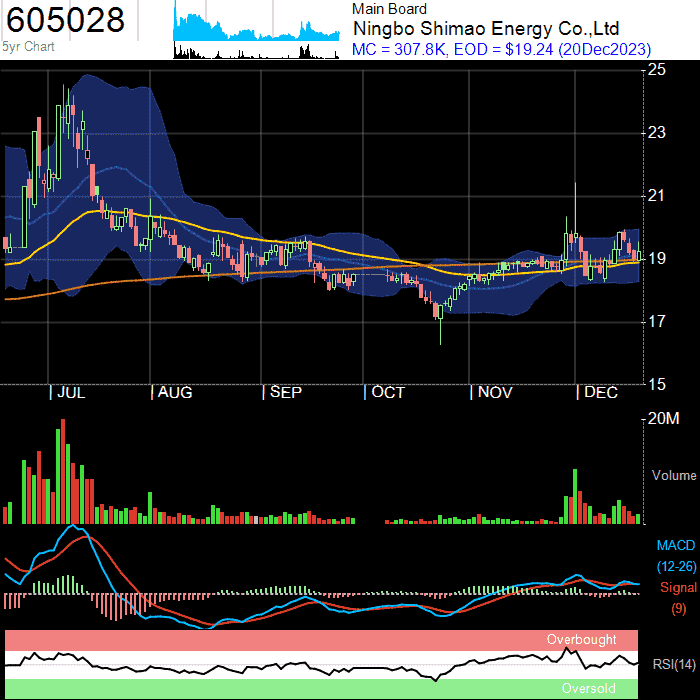 605028
5yr Chart
Main Board
Ningbo Shimao Energy Co.,Ltd
MC = 307.8K, EOD = $19.24 (20Dec2023)
25
23
21
19
17
15
| JUL | AUG | SEP | OCT | NOV | DEC
20M
Volume
MACD
(12-26)
Signal
(9)
Overbought
RSI(14)
Oversold